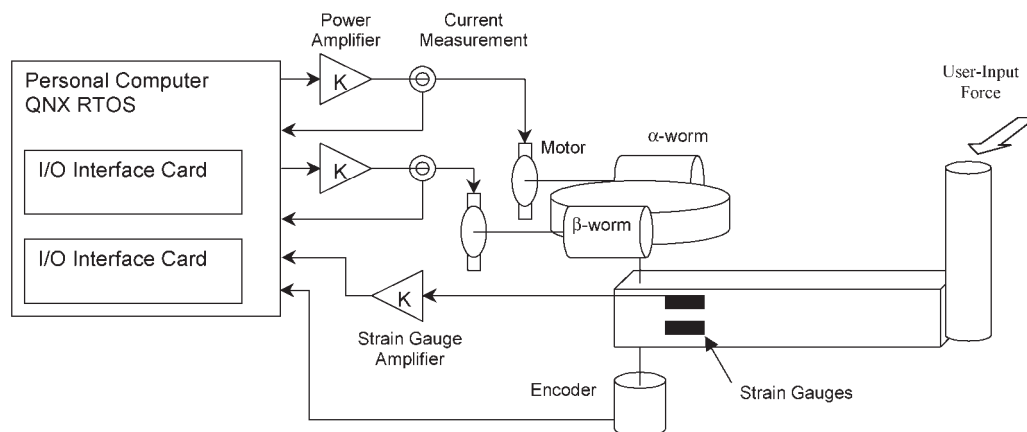 Power
Amplifier
Current
Measurement
User-Input
Force
Personal Computer
QNX RTOS
K
α-worm
Motor
I/O Interface Card
K
β-worm
I/O Interface Card
K
Strain Gauge
Amplifier
Encoder
Strain Gauges